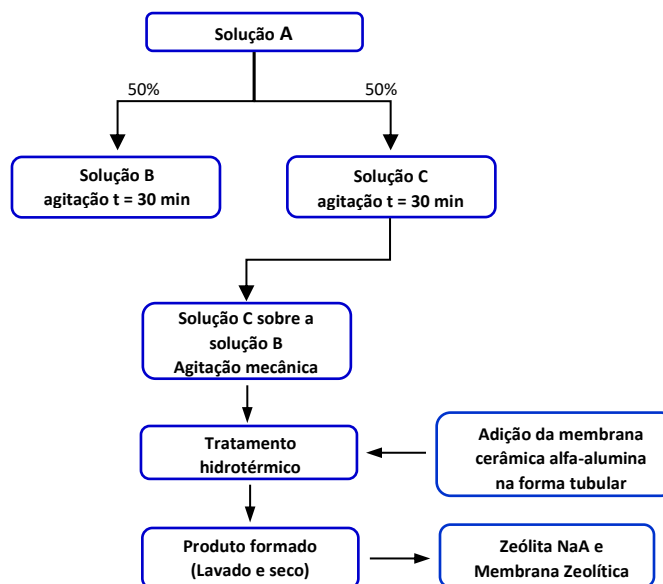 Solução A
50%
50%
Solução B
agitação t = 30 min
Solução C
agitação t = 30 min
Solução C sobre a
solução B
Agitação mecânica
Tratamento
hidrotérmico
Adição da membrana
cerâmica alfa-alumina
na forma tubular
Produto formado
(Lavado e seco)
Zeólita NaA e
Membrana Zeolítica